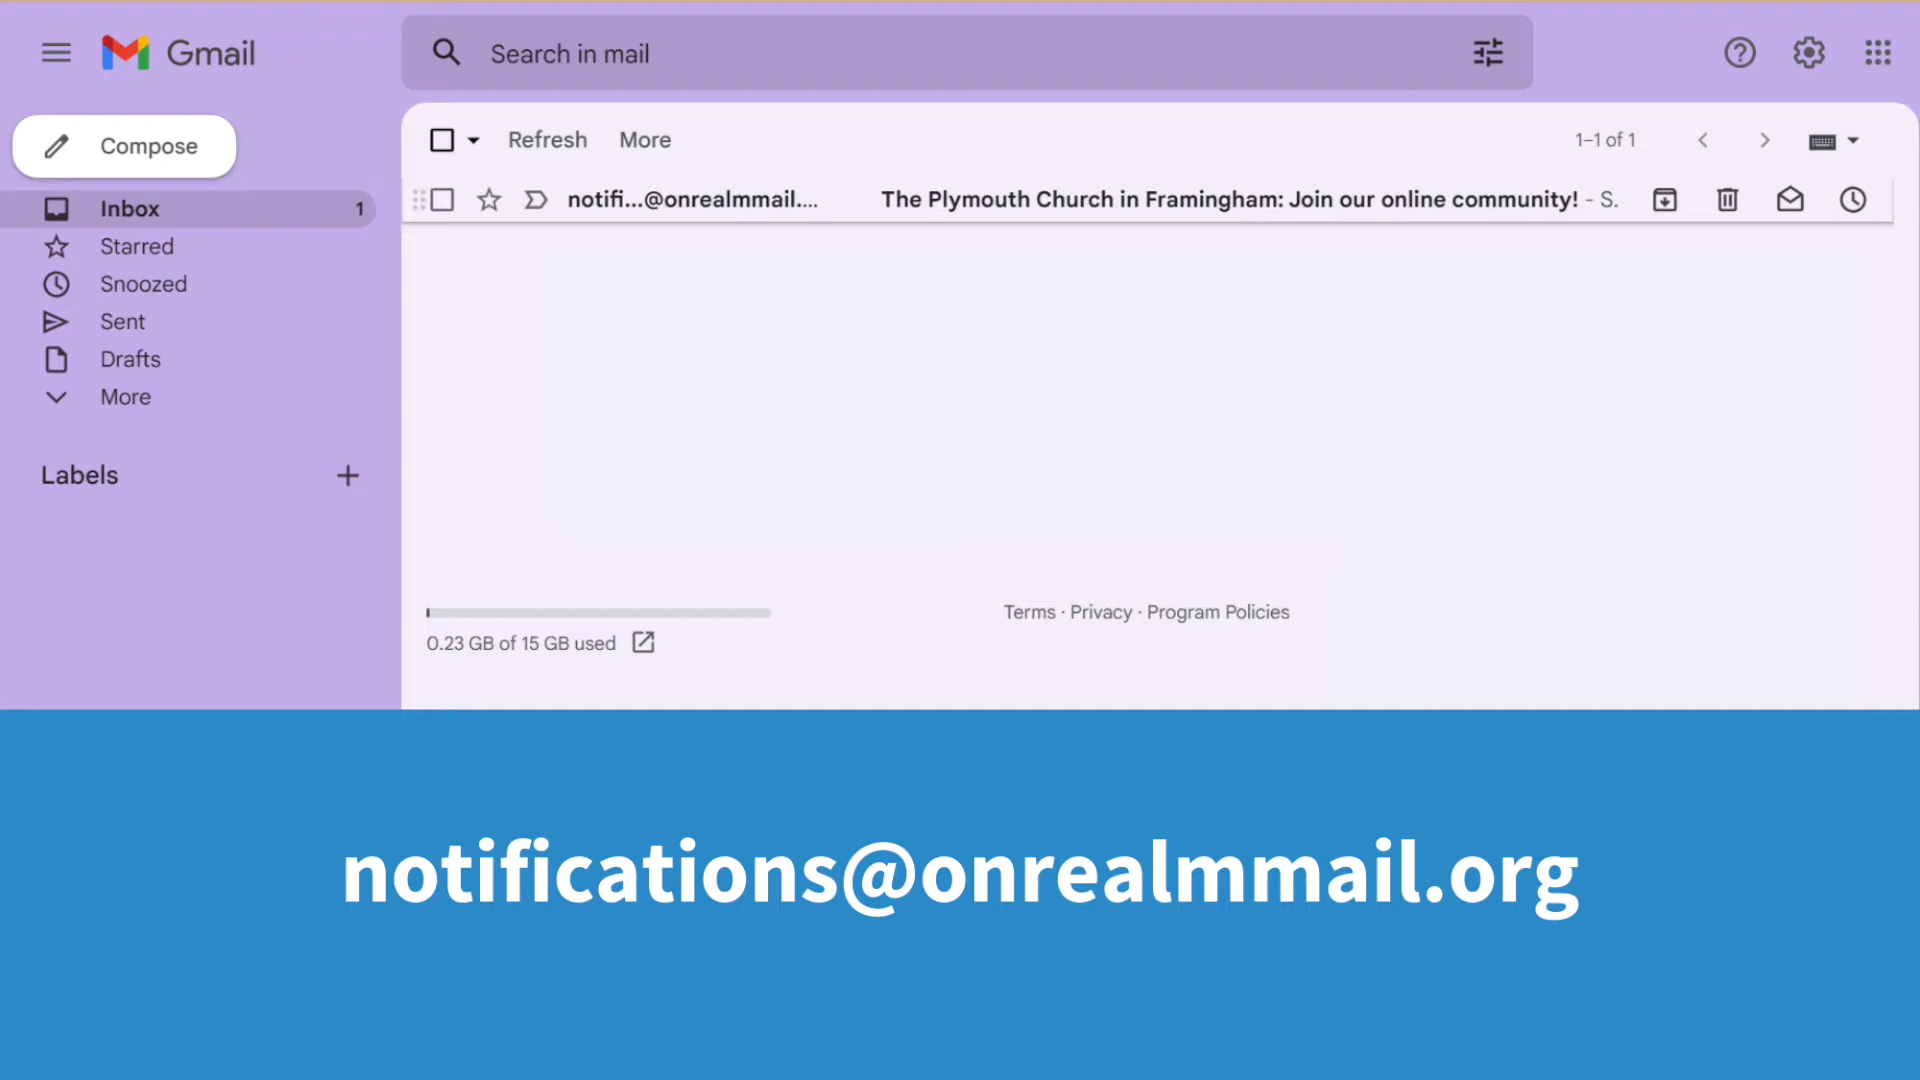 Gmail
Search in mail
Compose
Refresh More
1–1 of 1
Inbox 1
notifi...@onrealmmail.... The Plymouth Church in Framingham: Join our online community! - S.
Starred
Snoozed
Sent
Drafts
More
Labels
Terms · Privacy · Program Policies
0.23 GB of 15 GB used
notifications@onrealmmail.org